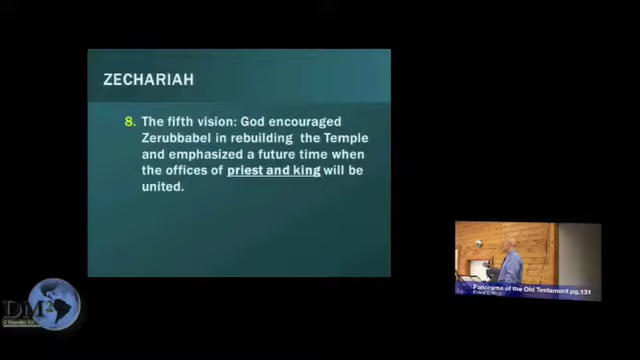 ZECHARIAH
8. The fifth vision: God encouraged
Zerubbabel in rebuilding the Temple
and emphasized a future time when
the offices of priest and king will be
united.
Panorama of the Old Testament pg.131
DM2